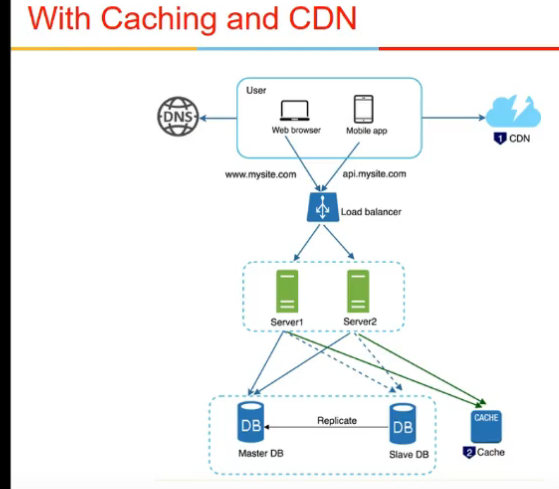 With Caching and CDN
User
DNS
Web browser
Mobile app
1 CDN
www.mysite.com
api.mysite.com
Load balancer
Server1
Server2
DB
Replicate
DB
CACHE
Master DB
Slave DB
2 Cache